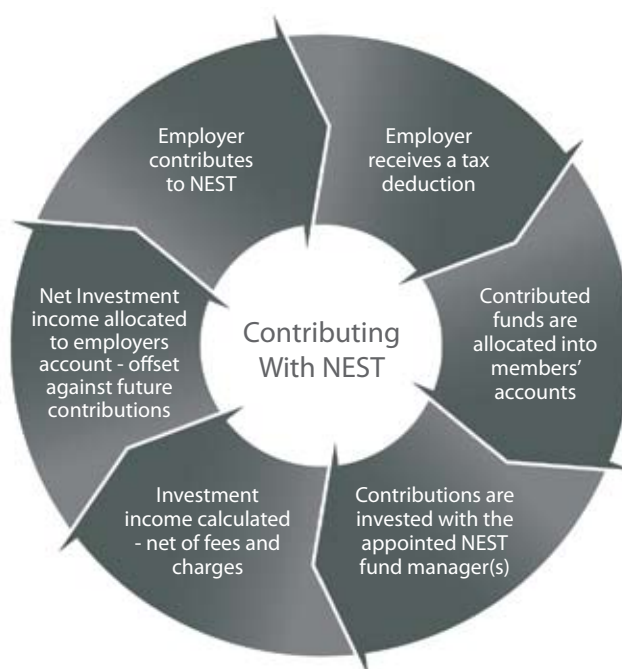 Employer
contributes
to NEST
Employer
receives a tax
deduction
Contributed
funds are
allocated into
members’
accounts
Contributions are
invested with the
appointed NEST
fund manager(s)
Investment
income calculated
- net of fees and
charges
Net Investment
income allocated
to employers
account - offset
against future
contributions
Contributing
With NEST